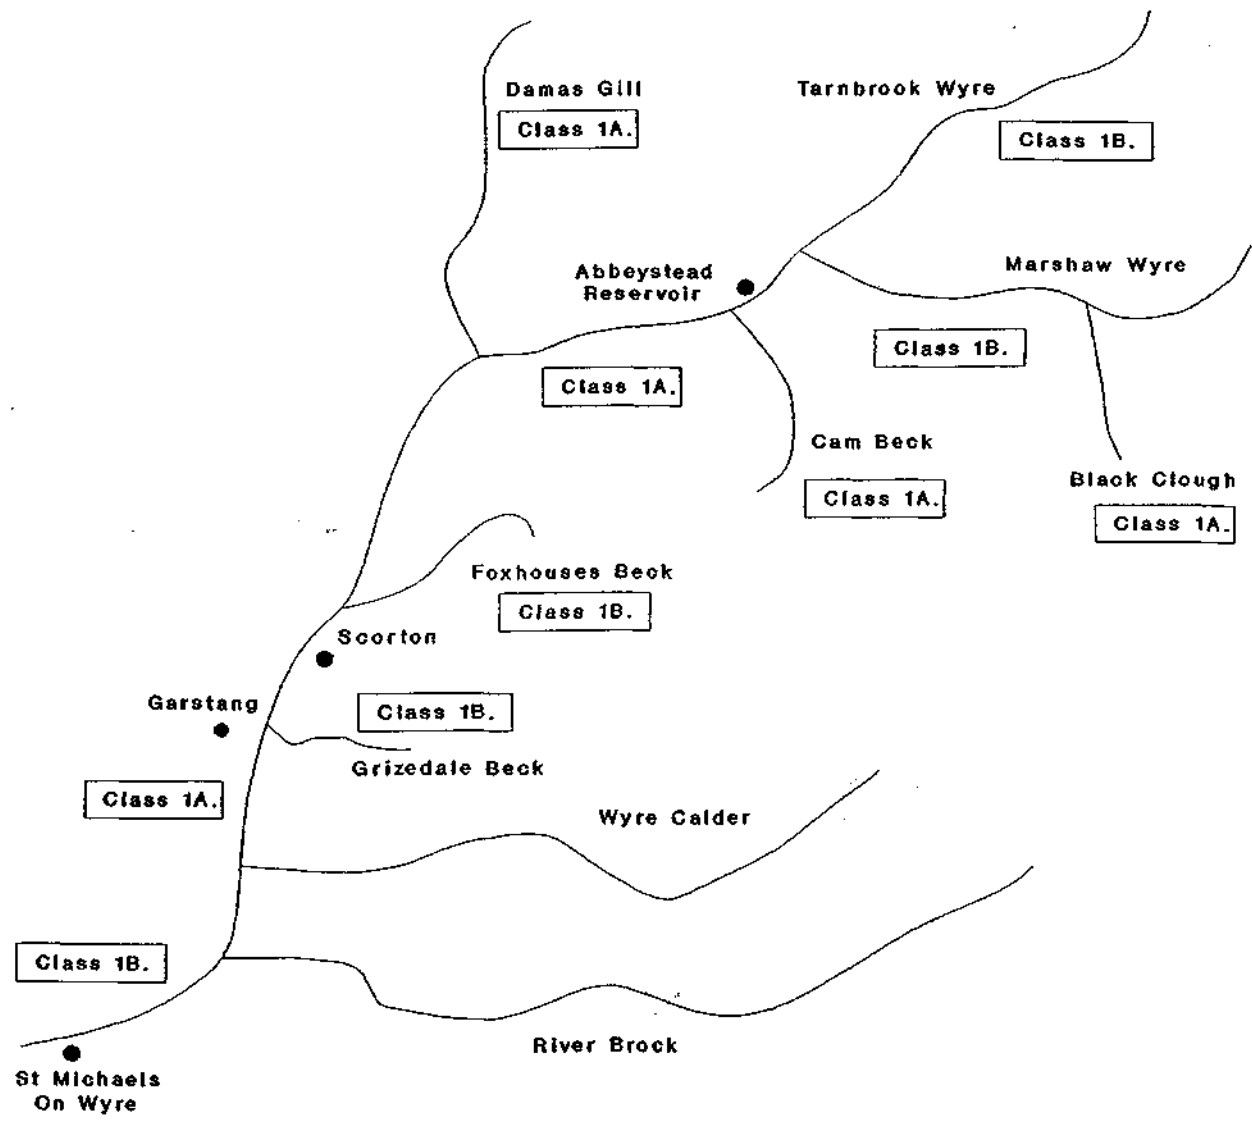 Damas Gill
Class 1A.
Tarnbrook Wyre
Class 1B.
Abbeystead
Reservoir
Marshaw Wyre
Class 1B.
Class 1A.
Cam Beck
Class 1A.
Black Clough
Class 1A.
Foxhouses Beck
Class 1B.
Scorton
Garstang
Class 1B.
Grizedale Beck
Class 1A.
Wyre Calder
Class 1B.
River Brock
St Michaels
On Wyre